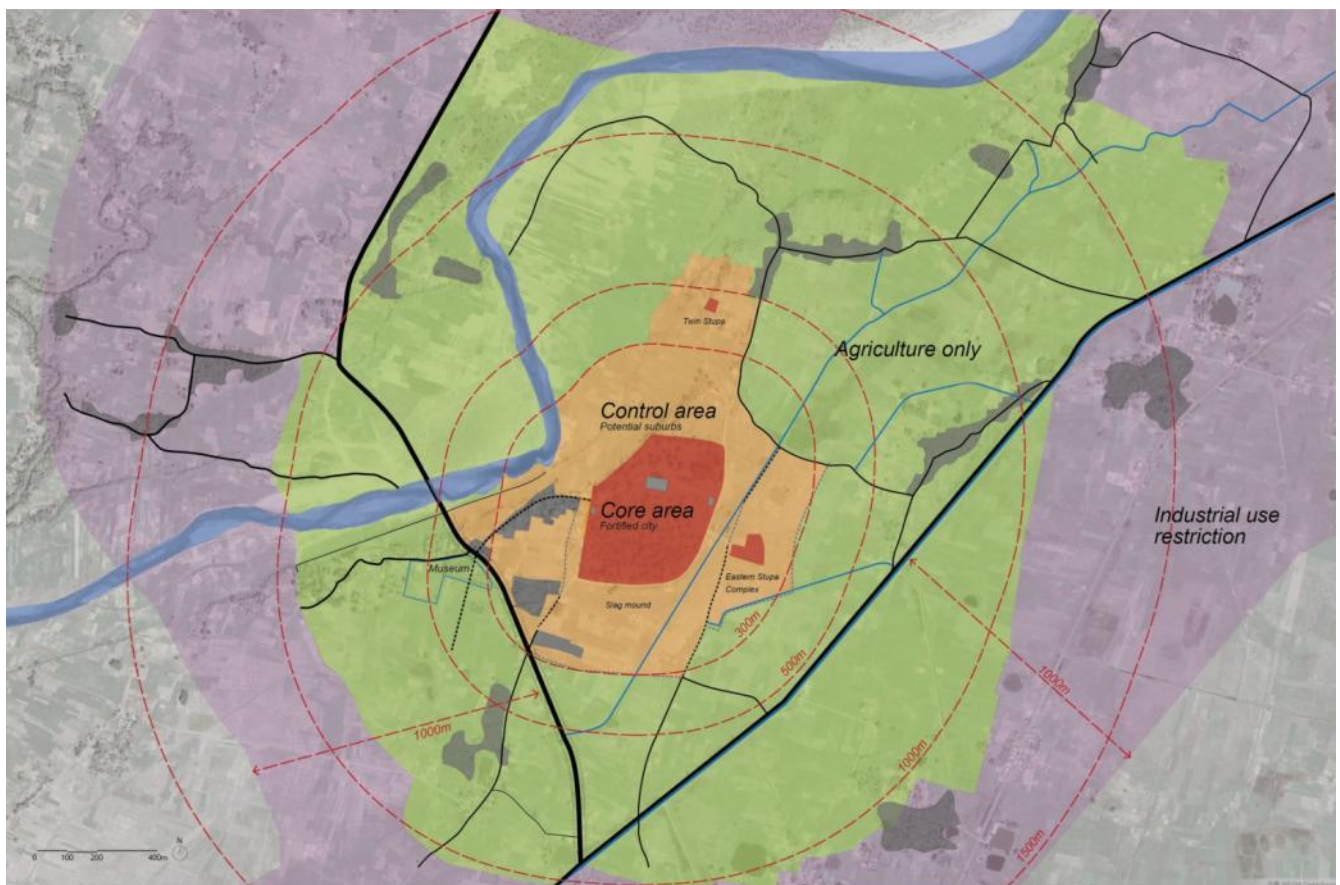 Twin Stupa
Agriculture only
Control area
Potential suburbs
Core area
Fortified city
Industrial use
restriction
Museum
Eastern Stupa
Complex
Slag mound
300m
500m
1000m
1000m
1000m
1500m
N
0 100 200 400m